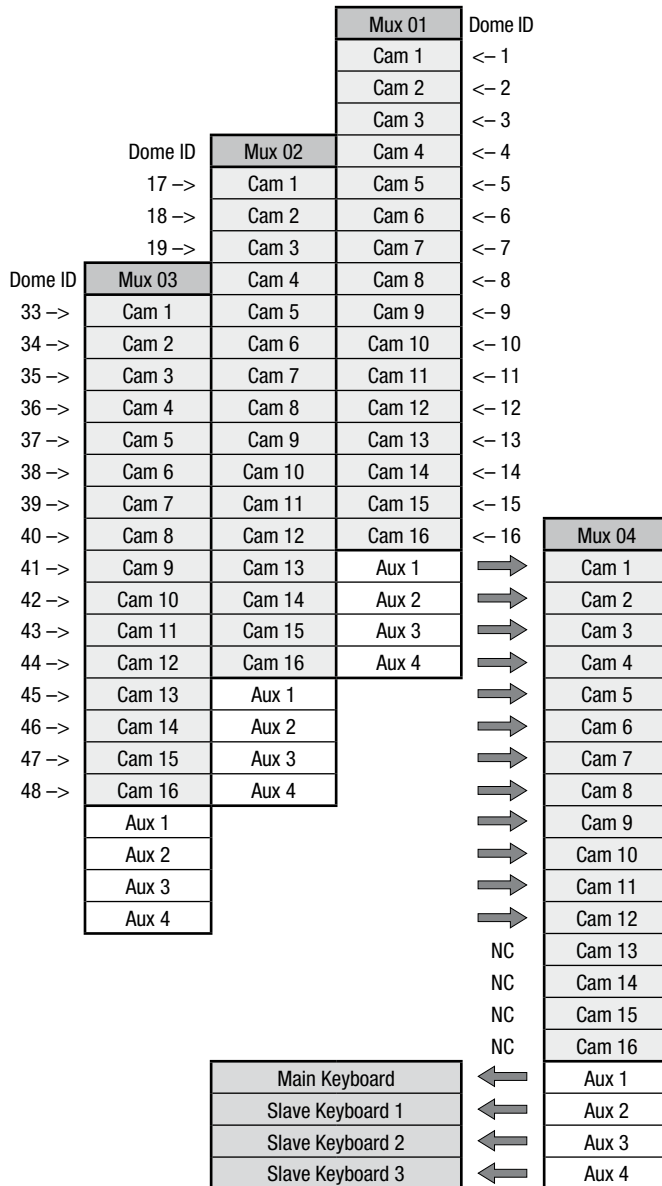 Mux 01 Dome ID
Cam 1 <– 1
Cam 2 <– 2
Cam 3 <– 3
Dome ID Mux 02 Cam 4 <– 4
17 –> Cam 1 Cam 5 <– 5
18 –> Cam 2 Cam 6 <– 6
19 –> Cam 3 Cam 7 <– 7
Dome ID Mux 03 Cam 4 Cam 8 <– 8
33 –> Cam 1 Cam 5 Cam 9 <– 9
34 –> Cam 2 Cam 6 Cam 10 <– 10
35 –> Cam 3 Cam 7 Cam 11 <– 11
36 –> Cam 4 Cam 8 Cam 12 <– 12
37 –> Cam 5 Cam 9 Cam 13 <– 13
38 –> Cam 6 Cam 10 Cam 14 <– 14
39 –> Cam 7 Cam 11 Cam 15 <– 15
40 –> Cam 8 Cam 12 Cam 16 <– 16 Mux 04
41 –> Cam 9 Cam 13 Aux 1 Cam 1
42 –> Cam 10 Cam 14 Aux 2 Cam 2
43 –> Cam 11 Cam 15 Aux 3 Cam 3
44 –> Cam 12 Cam 16 Aux 4 Cam 4
45 –> Cam 13 Aux 1 Cam 5
46 –> Cam 14 Aux 2 Cam 6
47 –> Cam 15 Aux 3 Cam 7
48 –> Cam 16 Aux 4 Cam 8
Aux 1 Cam 9
Aux 2 Cam 10
Aux 3 Cam 11
Aux 4 Cam 12
NC Cam 13
NC Cam 14
NC Cam 15
NC Cam 16
Main Keyboard Aux 1
Slave Keyboard 1 Aux 2
Slave Keyboard 2 Aux 3
Slave Keyboard 3 Aux 4